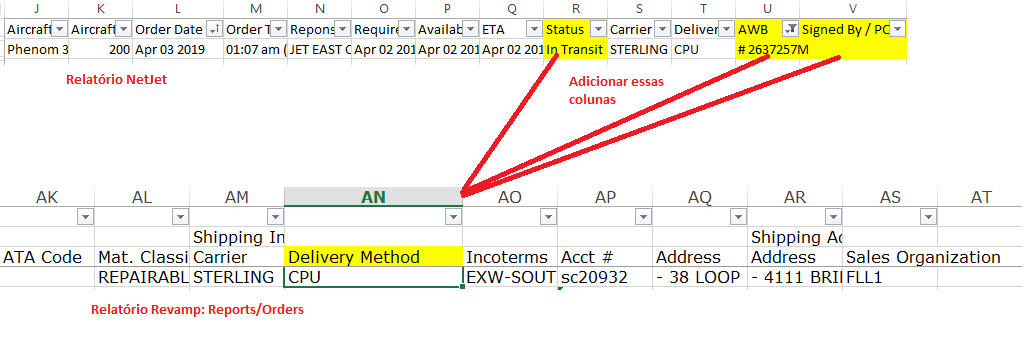 J K L M N O P Q R S T U V
Aircraf Aircraft Order Date Order T Repons Require Availab ETA Status Carrier Deliver AWB Signed By / PO
Phenom 3 200 Apr 03 2019 01:07 am ( JET EAST C Apr 02 201 Apr 02 201 Apr 02 201 In Transit STERLING CPU # 2637257M
Relatório NetJet
Adicionar essas
colunas
AK AL AM AN AO AP AQ AR AS AT
Shipping In Shipping Ad
ATA Code Mat. Classi Carrier Delivery Method Incoterms Acct # Address Address Sales Organization
REPAIRABL STERLING CPU EXW-SOUT sc20932 - 38 LOOP - 4111 BRI FLL1
Relatório Revamp: Reports/Orders